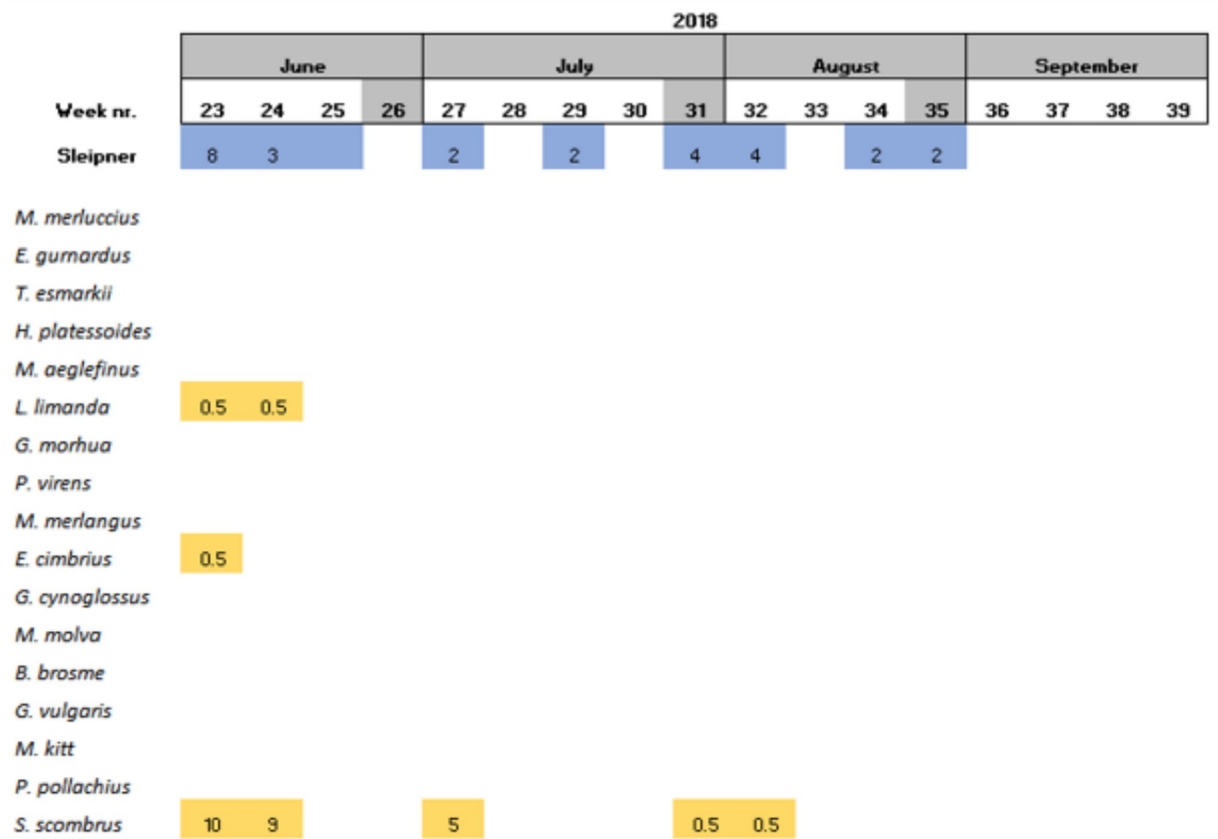 2018
June July August September
Week nr. 23 24 25 26 27 28 29 30 31 32 33 34 35 36 37 38 39
Sleipner 8 3 2 2 4 4 2 2
M. merluccius
E. gurnardus
T. esmarkii
H. platessoides
M. aeglefinus
L. limanda 0.5 0.5
G. morhua
P. virens
M. merlangus
E. cimbrius 0.5
G. cynoglossus
M. molva
B. brosme
G. vulgaris
M. kitt
P. pollachius
S. scombrus 10 9 5 0.5 0.5